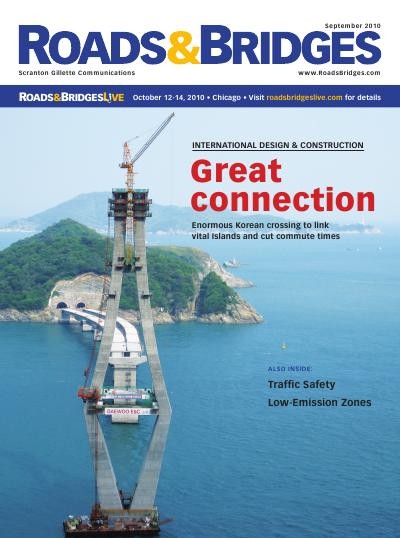 September 2010
ROADS&BRIDGES
Scranton Gillette Communications
www.RoadsBridges.com
ROADS&BRIDGESLIVE October 12-14, 2010 • Chicago • Visit roadsbridgeslive.com for details
INTERNATIONAL DESIGN & CONSTRUCTION
Great
connection
Enormous Korean crossing to link
vital islands and cut commute times
ALSO INSIDE:
Traffic Safety
Low-Emission Zones
DAEWOO E&C